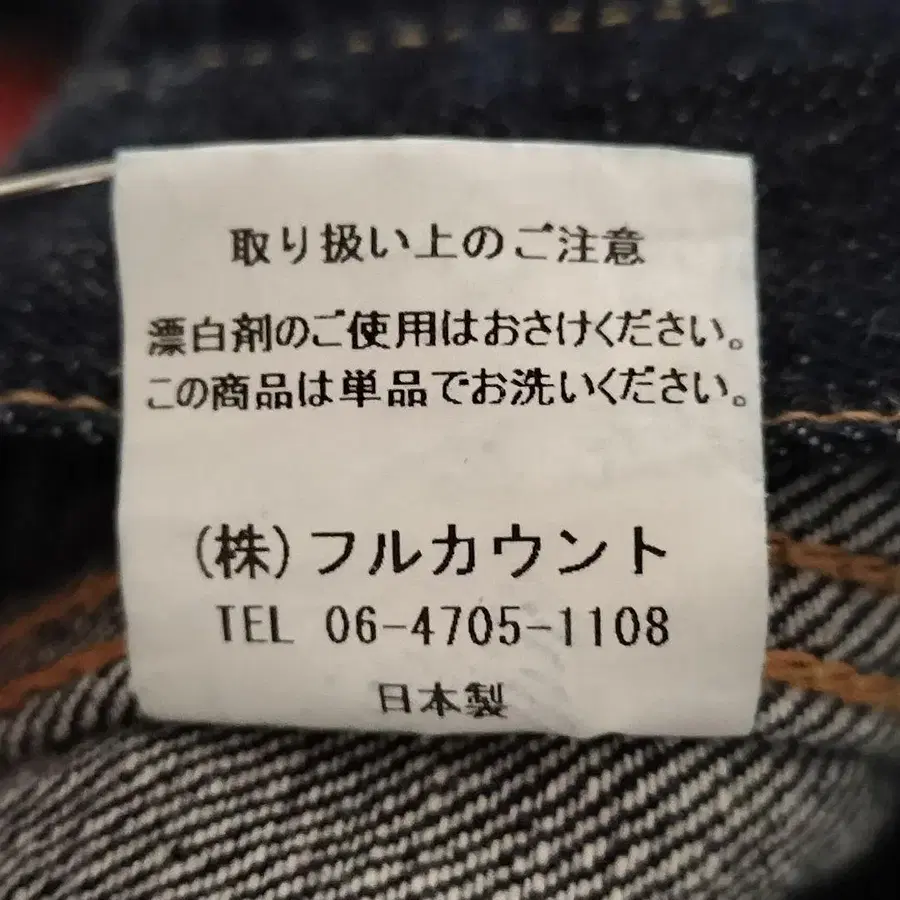 取り扱い上のご注意
漂白剤のご使用はおさけください。
この商品は単品でお洗いください。
(株)フルカウント
TEL 06-4705-1108
日本製